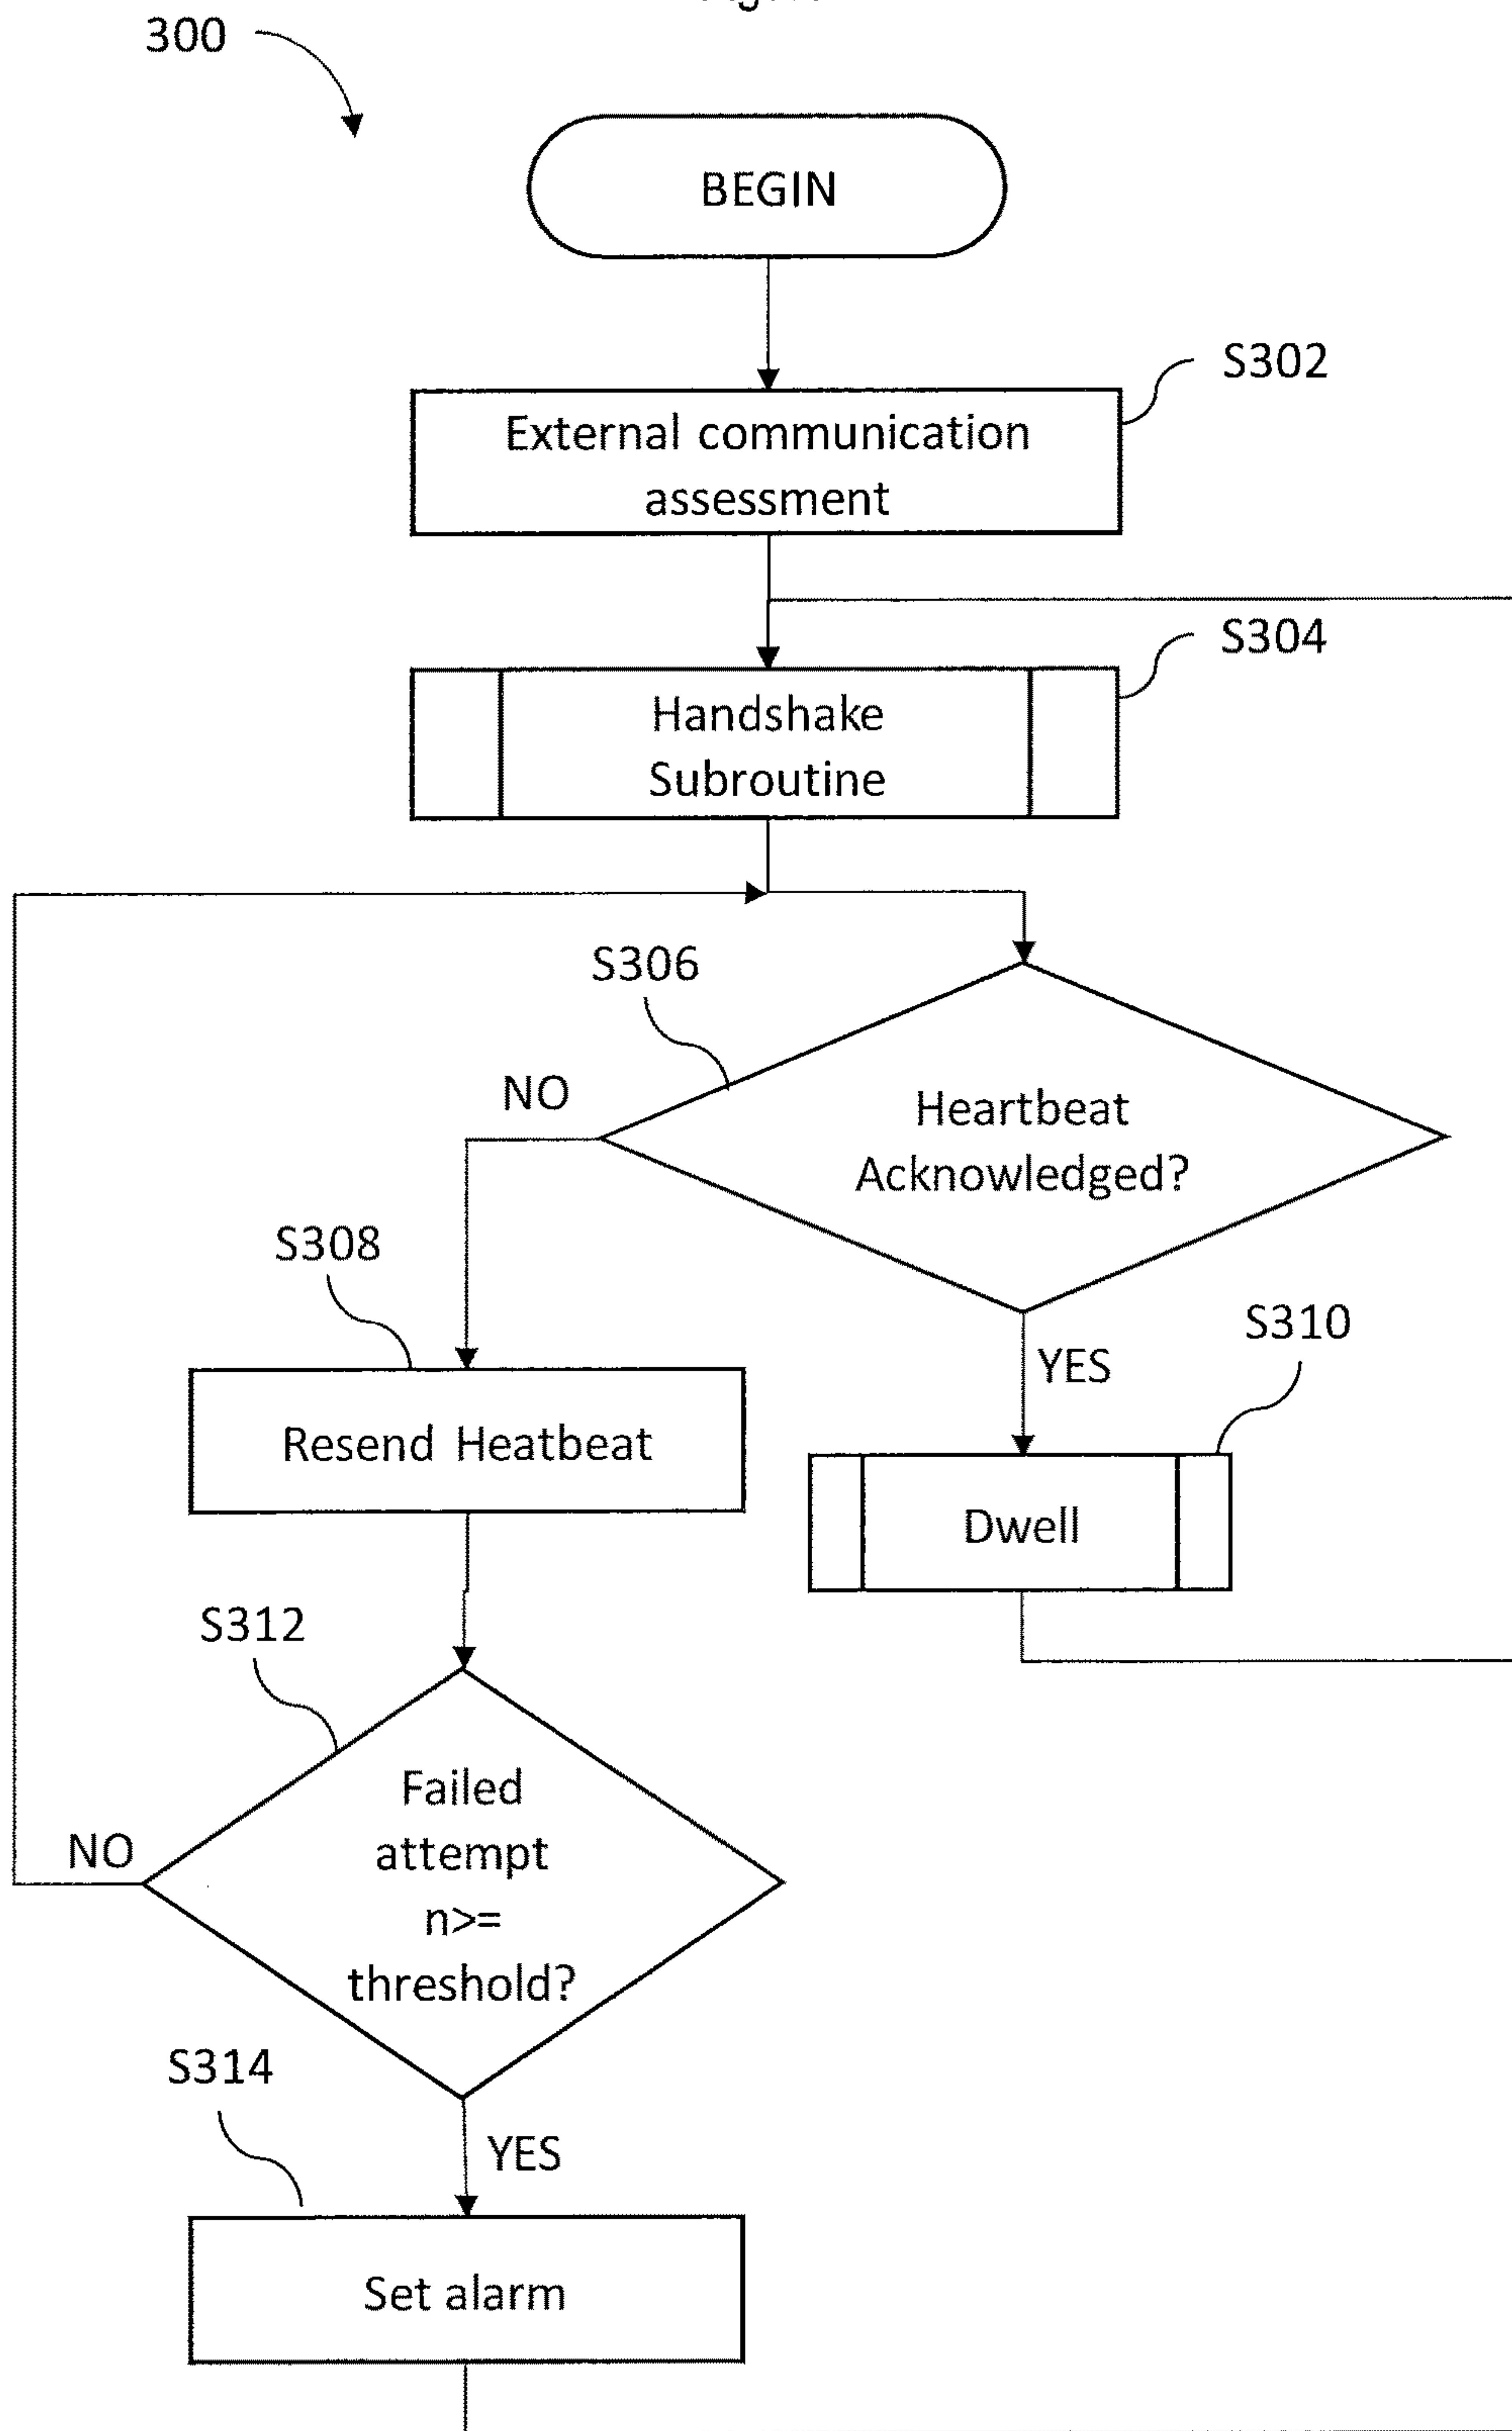 300
BEGIN
S302
External communication
assessment
S304
Handshake
Subroutine
S306
NO
Heartbeat
Acknowledged?
S308
S310
YES
Resend Heatbeat
Dwell
S312
Failed
attempt
n>=
threshold?
NO
S314
YES
Set alarm